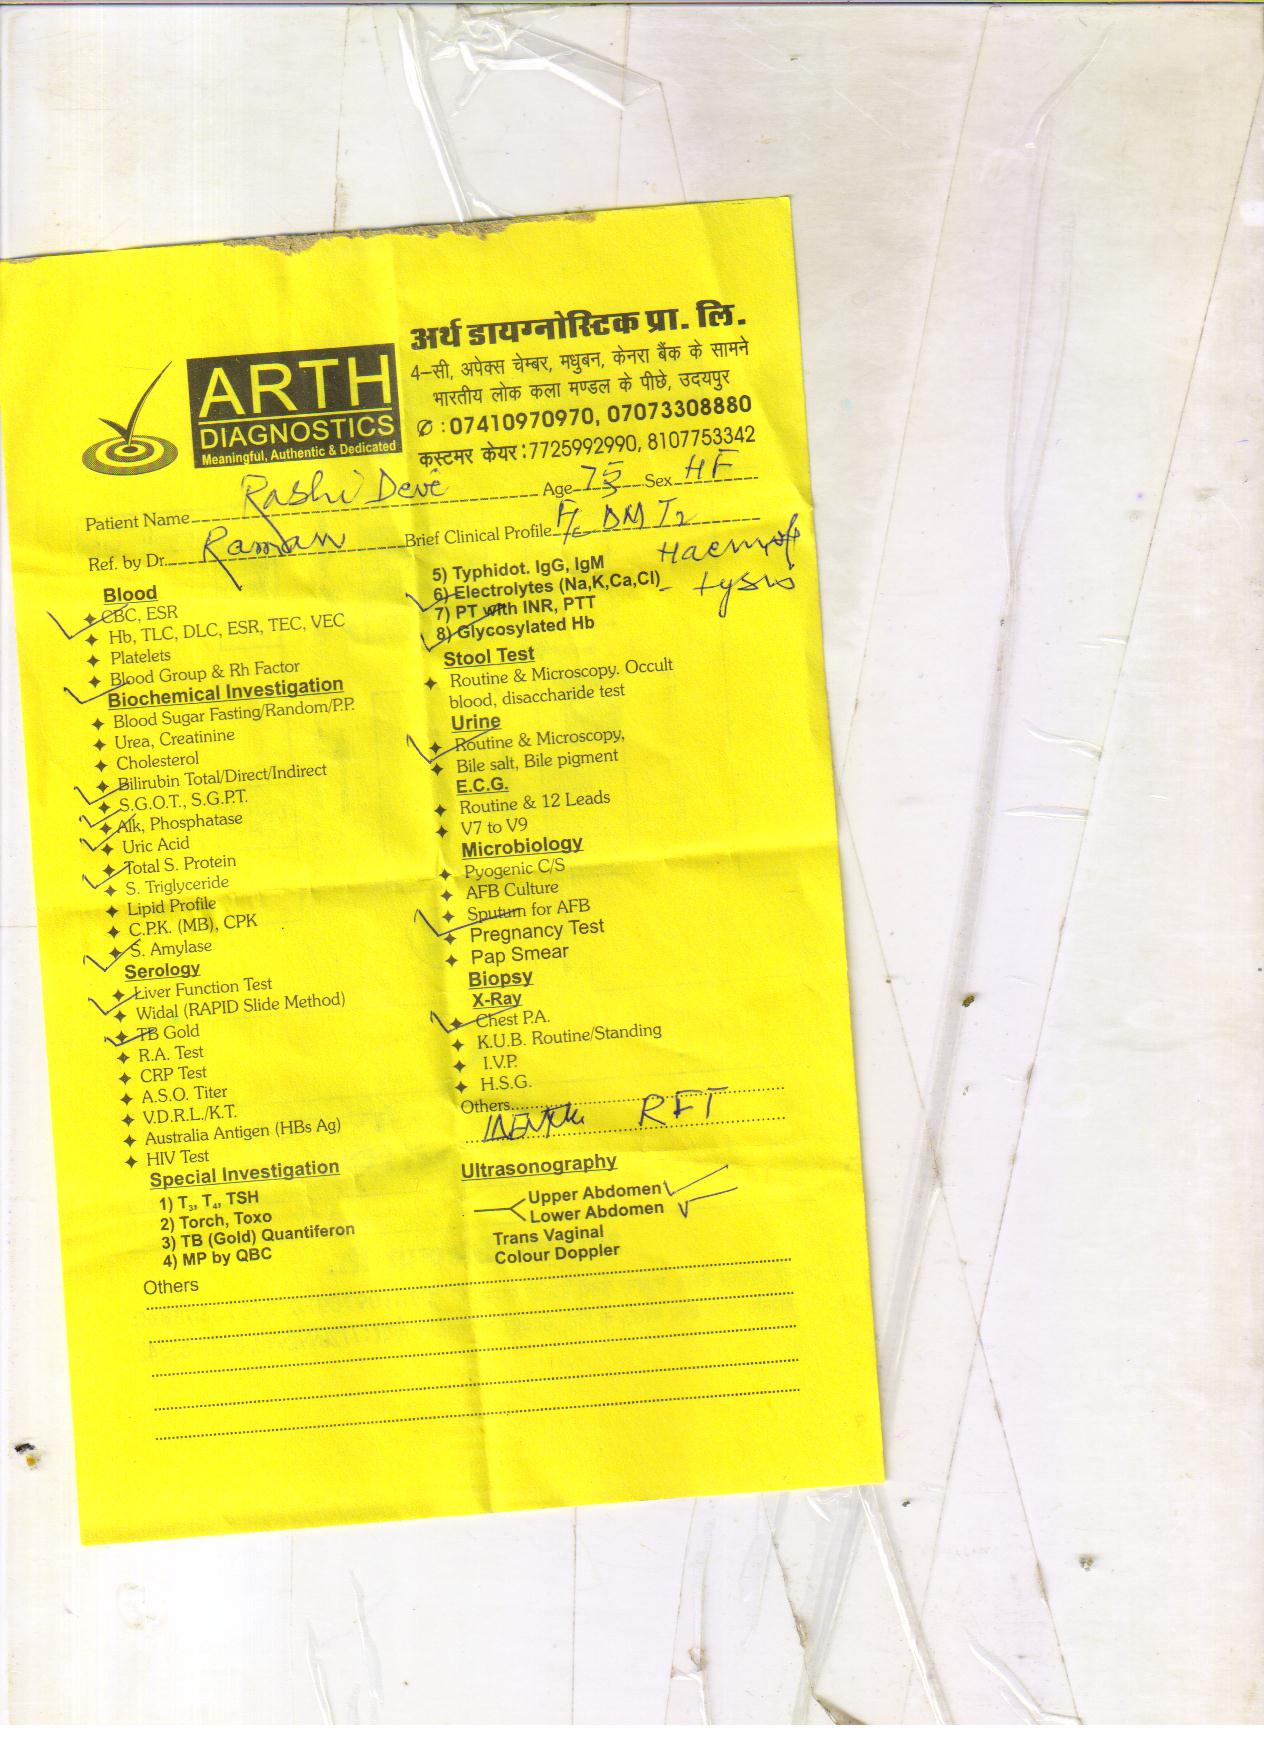 अर्थ डायग्नोस्टिक प्रा. लि.
4-सी, अपेक्स चेम्बर, मधुबन, केनरा बैंक के सामने
भारतीय लोक कला मण्डल के पीछे, उदयपुर
✆ : 07410970970, 07073308880
कस्टमर केयर : 7725992990, 8107753342
ARTH
DIAGNOSTICS
Meaningful, Authentic & Dedicated
Patient Name Rashi Devi Age 75 Sex HF
Ref. by Dr. Raman Brief Clinical Profile DM
Haemop
tysis
Blood
CBC, ESR
Hb, TLC, DLC, ESR, TEC, VEC
Platelets
Blood Group & Rh Factor
Biochemical Investigation
Blood Sugar Fasting/Random/P.P.
Urea, Creatinine
Cholesterol
Bilirubin Total/Direct/Indirect
S.G.O.T., S.G.P.T.
Alk, Phosphatase
Uric Acid
Total S. Protein
S. Triglyceride
Lipid Profile
C.P.K. (MB), CPK
S. Amylase
Serology
Liver Function Test
Widal (RAPID Slide Method)
TB Gold
R.A. Test
CRP Test
A.S.O. Titer
V.D.R.L./K.T.
Australia Antigen (HBs Ag)
HIV Test
Special Investigation
1) T3, T4, TSH
2) Torch, Toxo
3) TB (Gold) Quantiferon
4) MP by QBC
5) Typhidot. IgG, IgM
6) Electrolytes (Na,K,Ca,Cl)
7) PT with INR, PTT
8) Glycosylated Hb
Stool Test
Routine & Microscopy. Occult
blood, disaccharide test
Urine
Routine & Microscopy,
Bile salt, Bile pigment
E.C.G.
Routine & 12 Leads
V7 to V9
Microbiology
Pyogenic C/S
AFB Culture
Sputum for AFB
Pregnancy Test
Pap Smear
Biopsy
X-Ray
Chest P.A.
K.U.B. Routine/Standing
I.V.P.
H.S.G.
Others
RFT
Ultrasonography
Upper Abdomen
Lower Abdomen
Trans Vaginal
Colour Doppler
Others